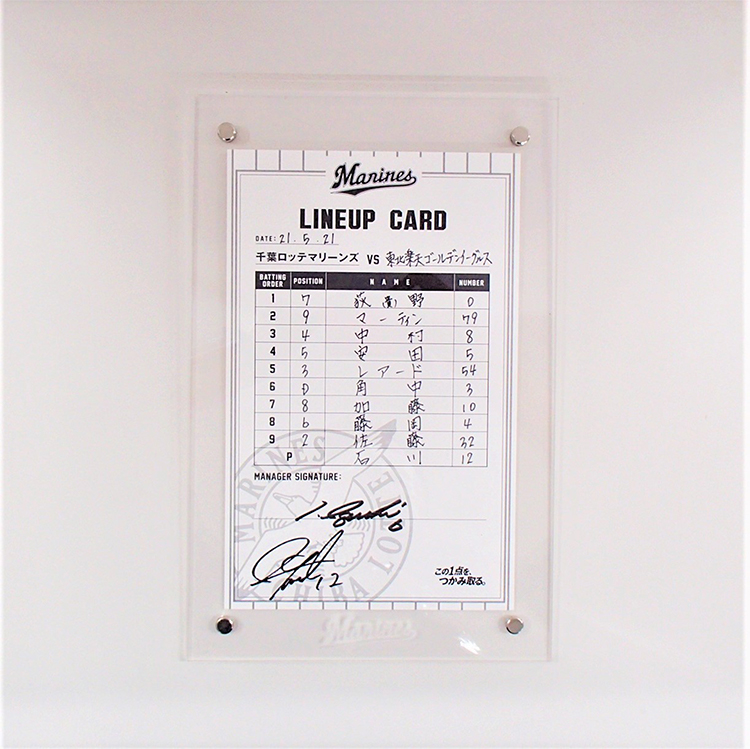 Marines
LINEUP CARD
DATE: 21. 5. 21
千葉ロッテマリーンズ VS 東北楽天ゴールデンイーグルス
BATTING ORDER POSITION NAME NUMBER
1 7 荻(貴)野 0
2 9 マーティン 79
3 4 中村 8
4 5 安田 5
5 3 レアード 54
6 D 角中 3
7 8 加藤 10
8 6 藤岡 4
9 2 佐藤 32
P 石川 12
MANAGER SIGNATURE:
MARINES
CHIBA LOTTE
12
この1点を、
つかみ取る。
Marines